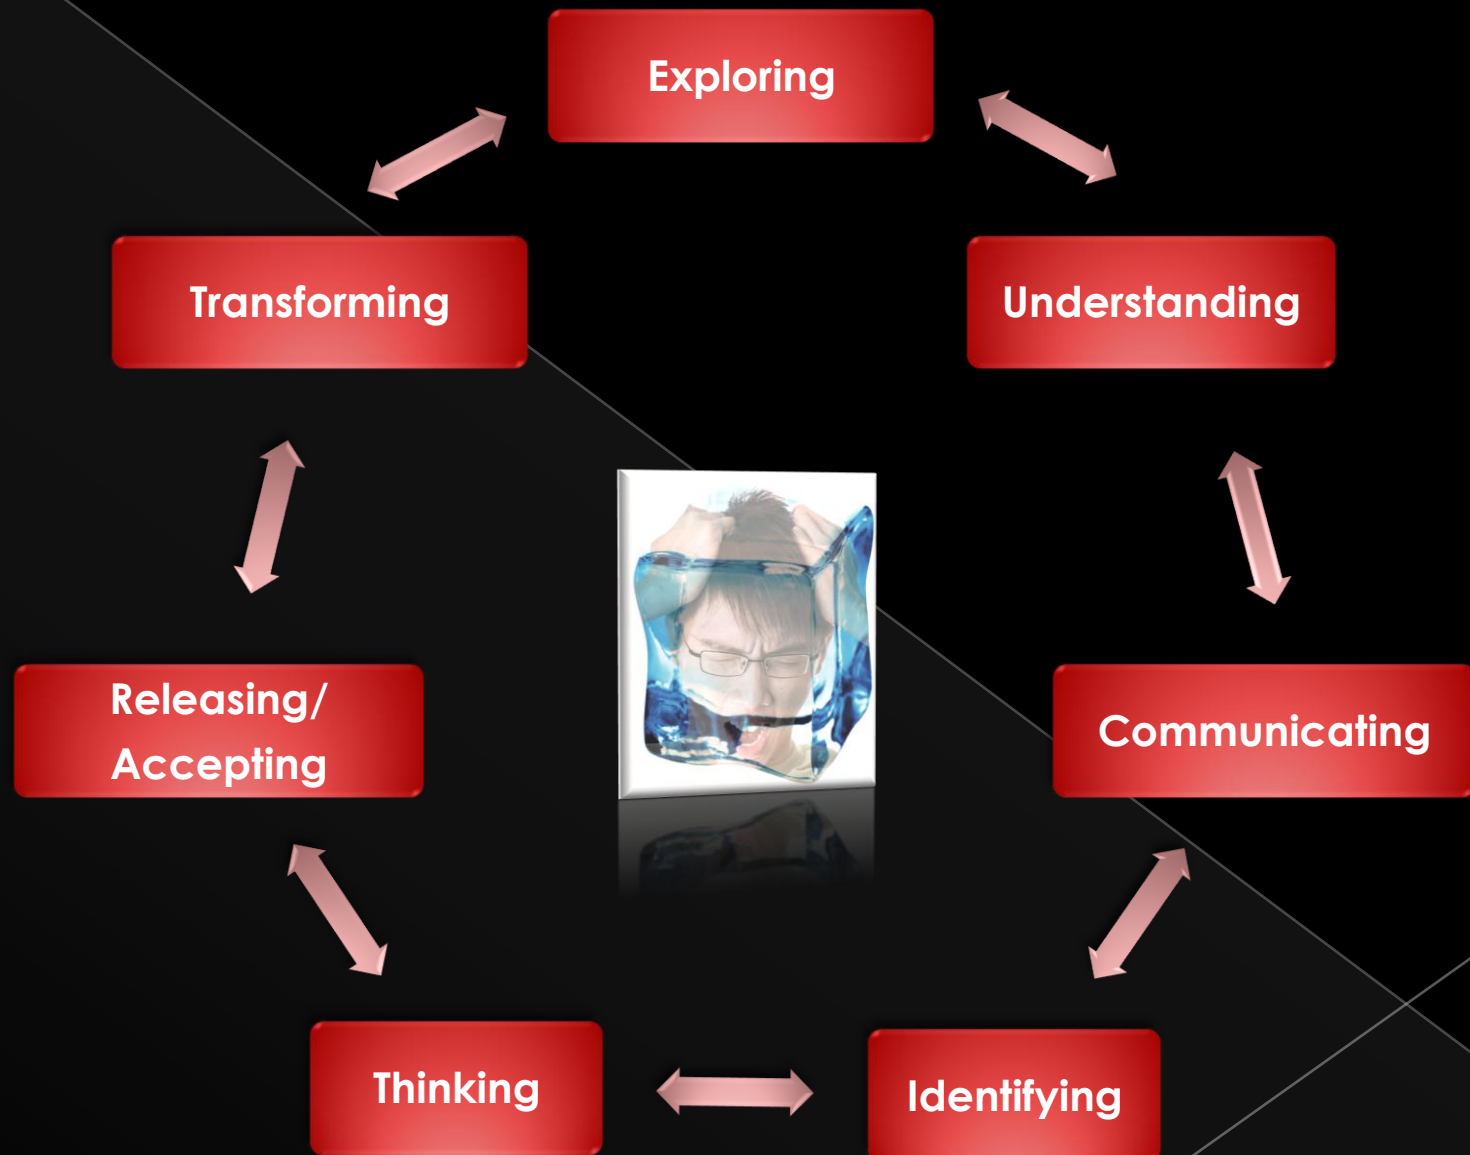 Exploring
Transforming
Understanding
Releasing/
Accepting
Communicating
Thinking
Identifying